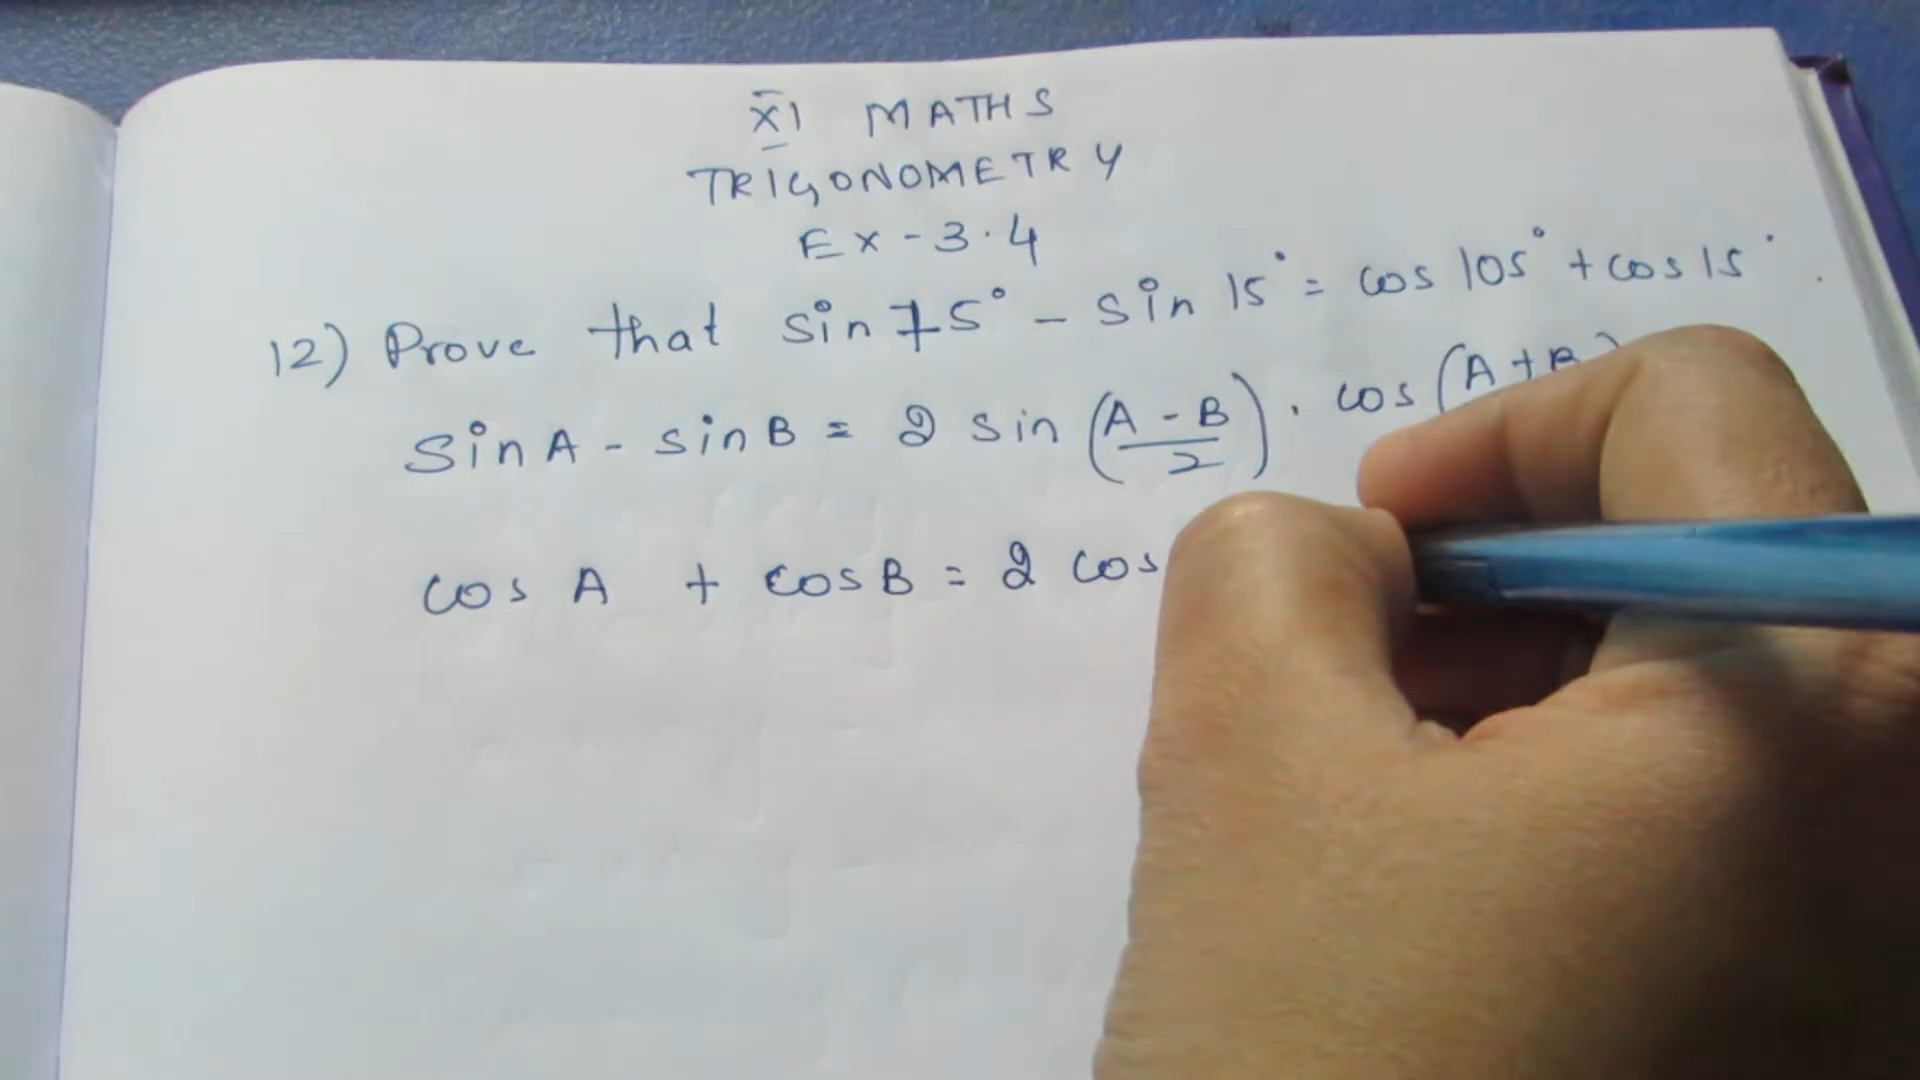 XI MATHS
TRIGONOMETRY
Ex - 3.4
12) Prove that sin 75° - sin 15° = cos 105° + cos 15°.
sin A - sin B = 2 sin (A - B / 2) . cos (A + B)
cos A + cos B = 2 cos